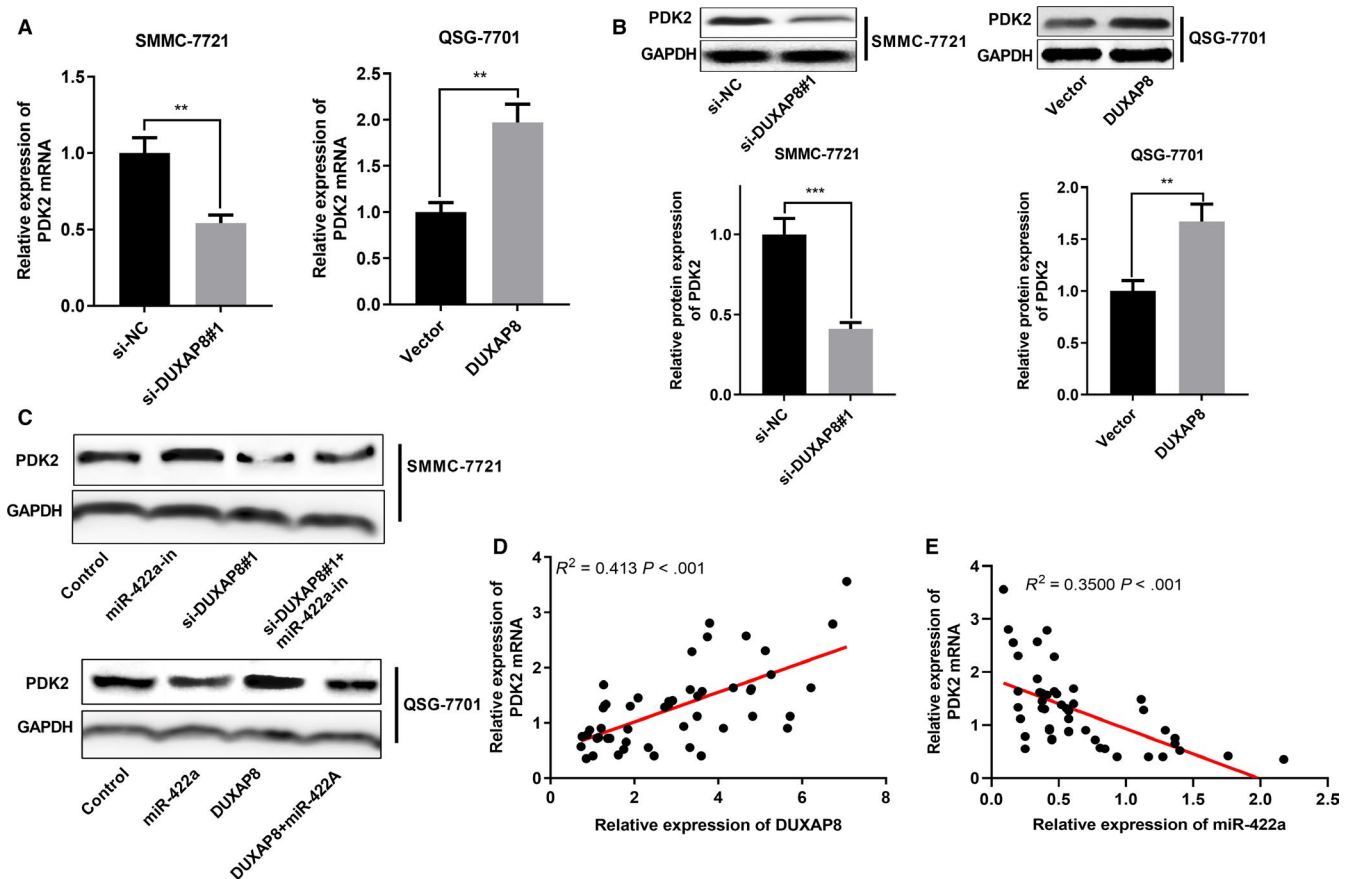 A
SMMC-7721
Relative expression of
PDK2 mRNA
1.5
1.0
0.5
0.0
**
si-NC
si-DUXAP8#1
QSG-7701
Relative expression of
PDK2 mRNA
2.5
2.0
1.5
1.0
0.5
0.0
**
Vector
DUXAP8
B
PDK2
GAPDH
SMMC-7721
si-NC
si-DUXAP8#1
PDK2
GAPDH
QSG-7701
Vector
DUXAP8
SMMC-7721
Relative protein expression
of PDK2
1.0
0.5
0.0
***
si-NC
si-DUXAP8#1
QSG-7701
Relative protein expression
of PDK2
2.0
1.5
1.0
0.5
0.0
**
Vector
DUXAP8
C
PDK2
GAPDH
SMMC-7721
Control
miR-422a-in
si-DUXAP8#1
si-DUXAP8#1+
miR-422a-in
PDK2
GAPDH
QSG-7701
Control
miR-422a
DUXAP8
DUXAP8+miR-422A
D
R² = 0.413 P < .001
Relative expression of
PDK2 mRNA
4
3
2
1
0
0 2 4 6 8
Relative expression of DUXAP8
E
R² = 0.3500 P < .001
Relative expression of
PDK2 mRNA
4
3
2
1
0
0.0 0.5 1.0 1.5 2.0 2.5
Relative expression of miR-422a